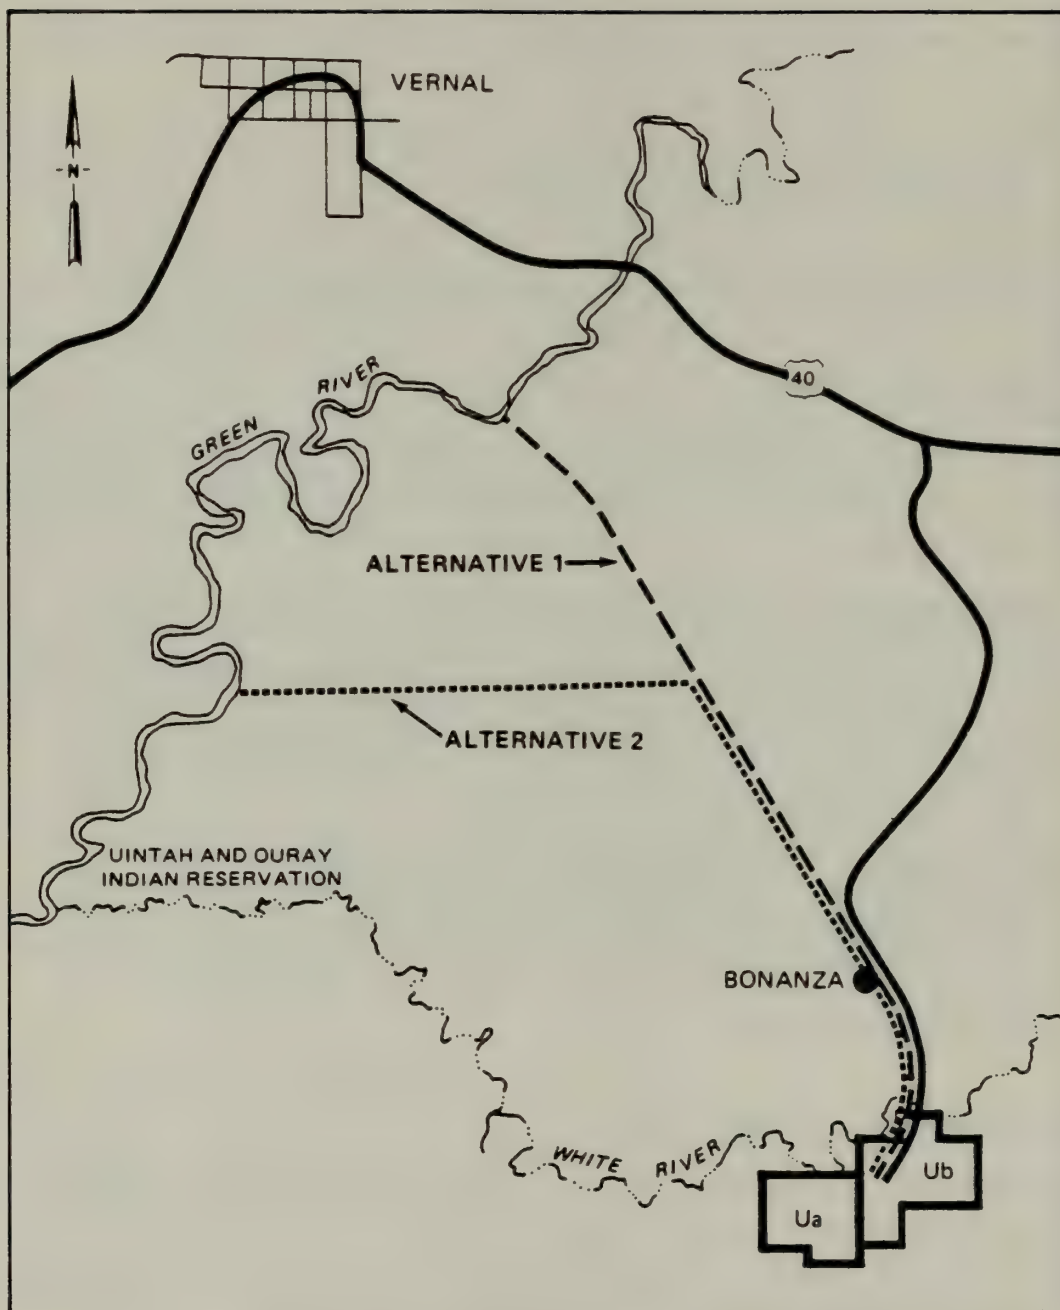 VERNAL
N
GREEN RIVER
40
ALTERNATIVE 1
ALTERNATIVE 2
UINTAH AND OURAY
INDIAN RESERVATION
BONANZA
WHITE RIVER
Ub
Ua